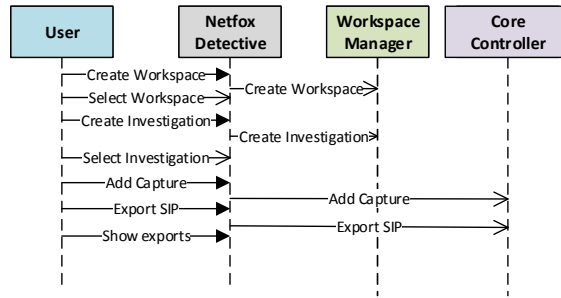 User
Netfox
Detective
Workspace
Manager
Core
Controller
Create Workspace
Create Workspace
Select Workspace
Create Investigation
Create Investigation
Select Investigation
Add Capture
Add Capture
Export SIP
Export SIP
Show exports